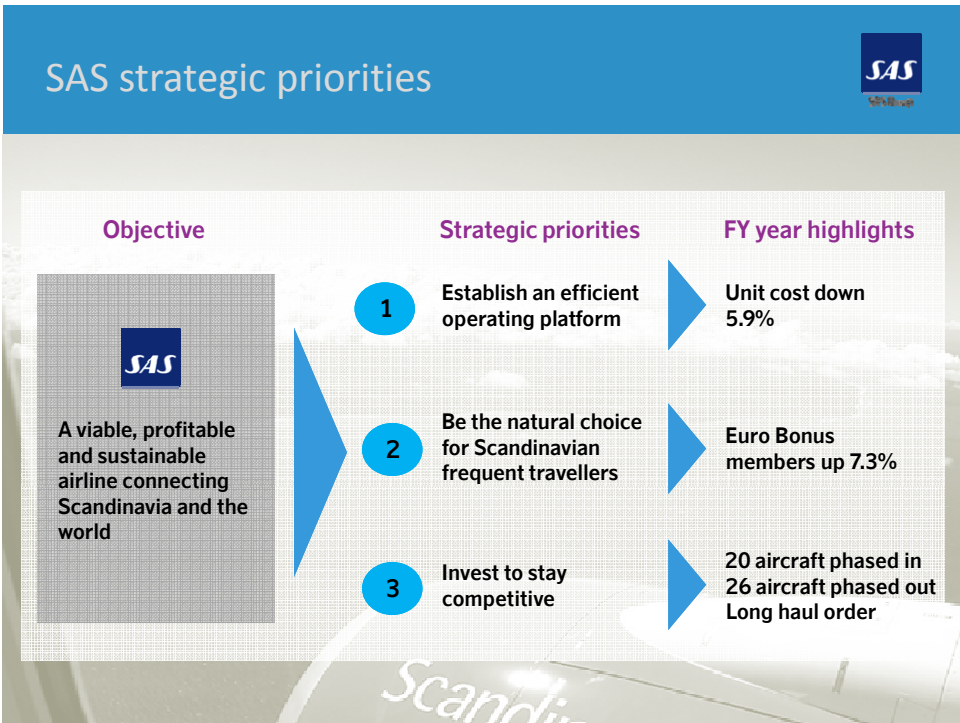 SAS strategic priorities
SAS
Objective
Strategic priorities
FY year highlights
SAS
A viable, profitable
and sustainable
airline connecting
Scandinavia and the
world
1
Establish an efficient
operating platform
Unit cost down
5.9%
2
Be the natural choice
for Scandinavian
frequent travellers
Euro Bonus
members up 7.3%
3
Invest to stay
competitive
20 aircraft phased in
26 aircraft phased out
Long haul order